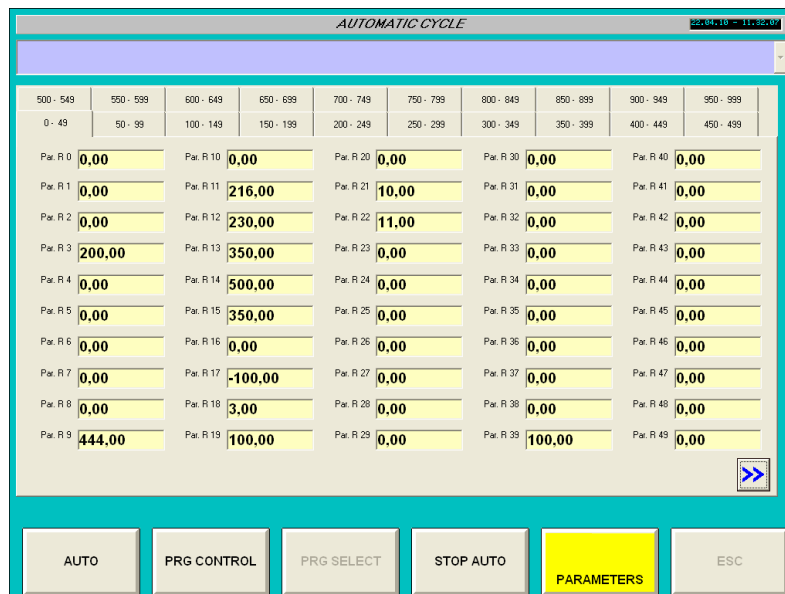 AUTOMATIC CYCLE 22.04.10 - 11.32.07
500 - 549 550 - 599 600 - 649 650 - 699 700 - 749 750 - 799 800 - 849 850 - 899 900 - 949 950 - 999
0 - 49 50 - 99 100 - 149 150 - 199 200 - 249 250 - 299 300 - 349 350 - 399 400 - 449 450 - 499
Par. R 0 0,00 Par. R 10 0,00 Par. R 20 0,00 Par. R 30 0,00 Par. R 40 0,00
Par. R 1 0,00 Par. R 11 216,00 Par. R 21 10,00 Par. R 31 0,00 Par. R 41 0,00
Par. R 2 0,00 Par. R 12 230,00 Par. R 22 11,00 Par. R 32 0,00 Par. R 42 0,00
Par. R 3 200,00 Par. R 13 350,00 Par. R 23 0,00 Par. R 33 0,00 Par. R 43 0,00
Par. R 4 0,00 Par. R 14 500,00 Par. R 24 0,00 Par. R 34 0,00 Par. R 44 0,00
Par. R 5 0,00 Par. R 15 350,00 Par. R 25 0,00 Par. R 35 0,00 Par. R 45 0,00
Par. R 6 0,00 Par. R 16 0,00 Par. R 26 0,00 Par. R 36 0,00 Par. R 46 0,00
Par. R 7 0,00 Par. R 17 -100,00 Par. R 27 0,00 Par. R 37 0,00 Par. R 47 0,00
Par. R 8 0,00 Par. R 18 3,00 Par. R 28 0,00 Par. R 38 0,00 Par. R 48 0,00
Par. R 9 444,00 Par. R 19 100,00 Par. R 29 0,00 Par. R 39 100,00 Par. R 49 0,00
>>
AUTO PRG CONTROL PRG SELECT STOP AUTO PARAMETERS ESC